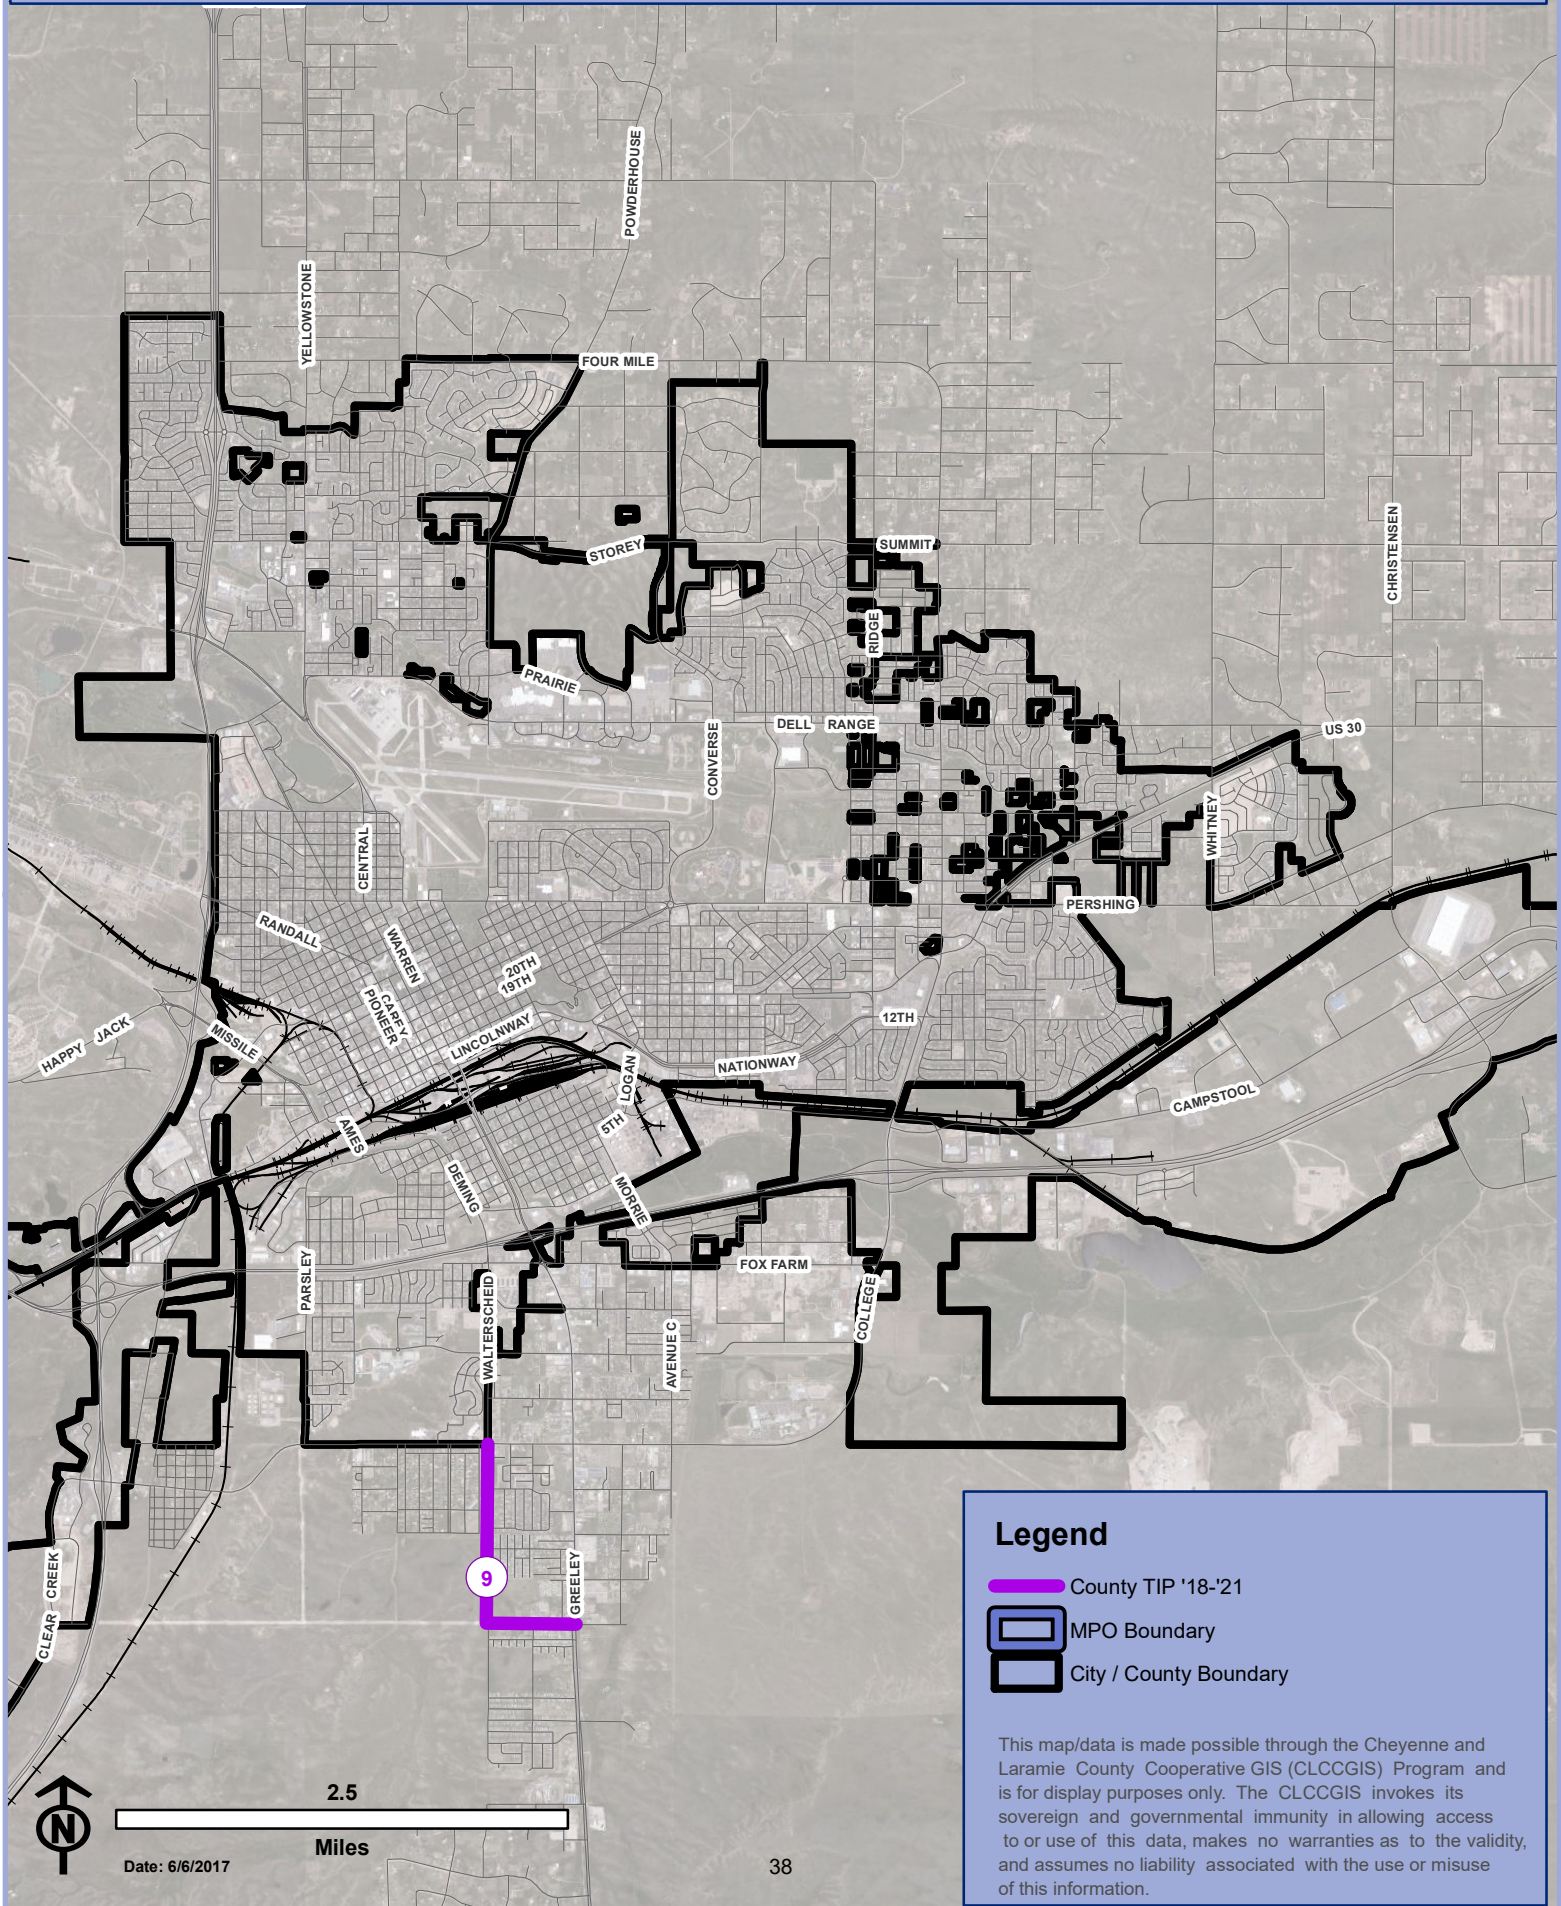 POWDERHOUSE
YELLOWSTONE
FOUR MILE
CHRISTENSEN
STOREY
SUMMIT
RIDGE
PRAIRIE
DELL RANGE
US 30
CONVERSE
WHITNEY
CENTRAL
PERSHING
RANDALL
WARREN
20TH
19TH
CAREY
PIONEER
12TH
HAPPY JACK
MISSILE
LINCOLNWAY
LOGAN
NATIONWAY
CAMPSTOOL
AMES
5TH
DEMING
MORRIE
PARSLEY
FOX FARM
WALTERSCHEID
COLLEGE
AVENUE C
9
GREELEY
CLEAR CREEK
Legend
County TIP '18-'21
MPO Boundary
City / County Boundary
This map/data is made possible through the Cheyenne and
Laramie County Cooperative GIS (CLCCGIS) Program and
is for display purposes only. The CLCCGIS invokes its
sovereign and governmental immunity in allowing access
to or use of this data, makes no warranties as to the validity,
and assumes no liability associated with the use or misuse
of this information.
N
2.5
Miles
Date: 6/6/2017
38